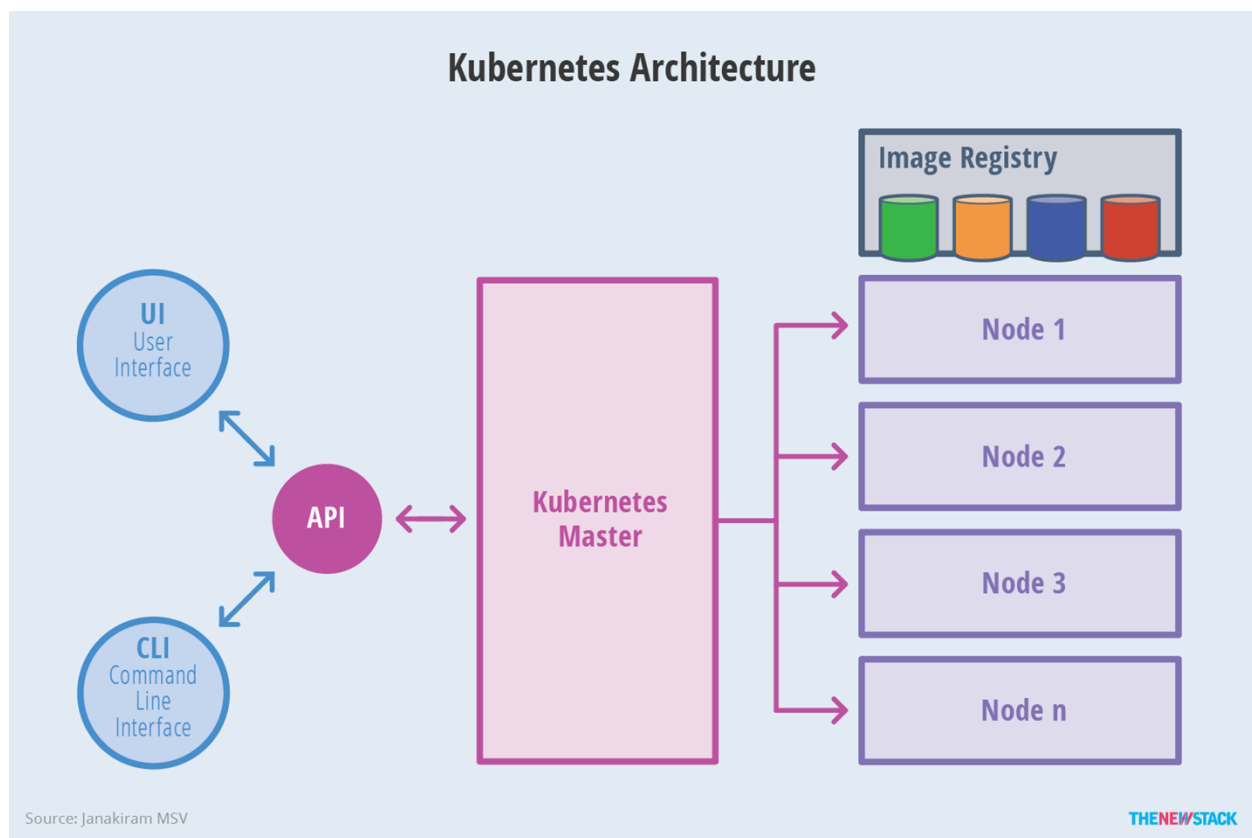 Kubernetes Architecture
Image Registry
UI
User
Interface
Node 1
Node 2
API
Kubernetes
Master
Node 3
CLI
Command
Line
Interface
Node n
Source: Janakiram MSV
THENEWSTACK